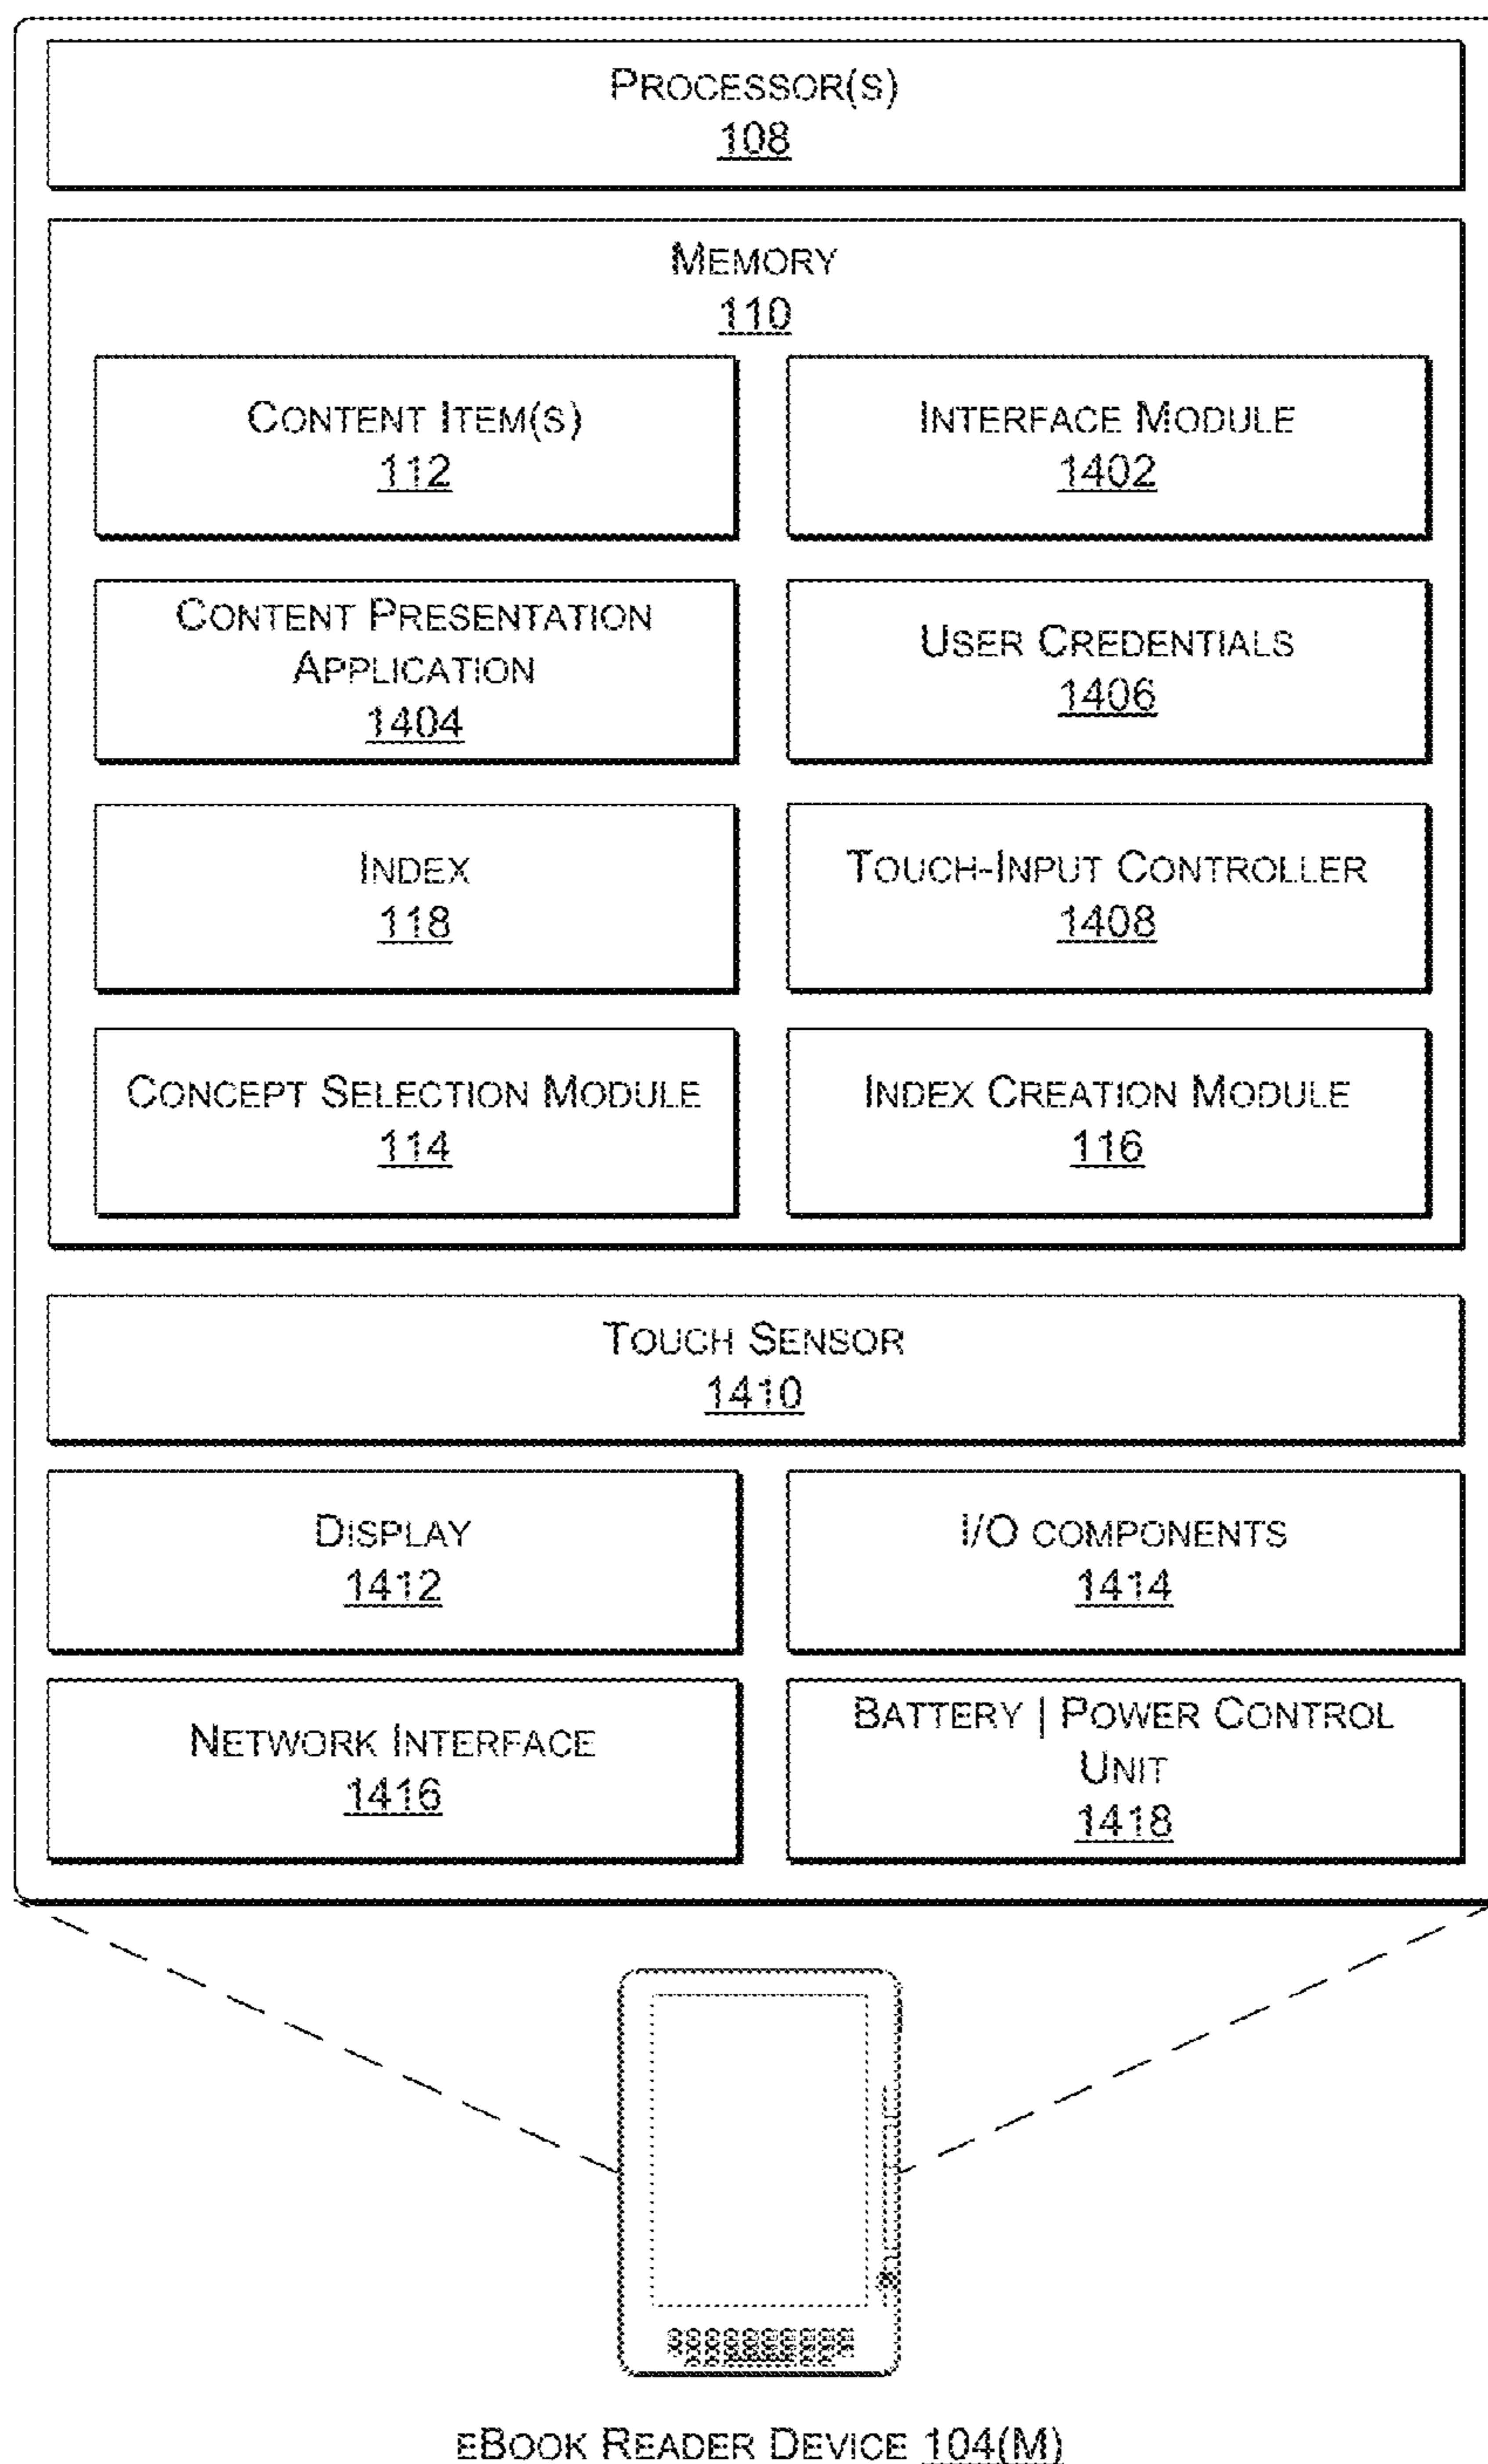 PROCESSOR(S)
108
MEMORY
110
CONTENT ITEM(S)
112
INTERFACE MODULE
1402
CONTENT PRESENTATION
APPLICATION
1404
USER CREDENTIALS
1406
INDEX
118
TOUCH-INPUT CONTROLLER
1408
CONCEPT SELECTION MODULE
114
INDEX CREATION MODULE
116
TOUCH SENSOR
1410
DISPLAY
1412
I/O COMPONENTS
1414
NETWORK INTERFACE
1416
BATTERY | POWER CONTROL
UNIT
1418
EBOOK READER DEVICE 104(M)